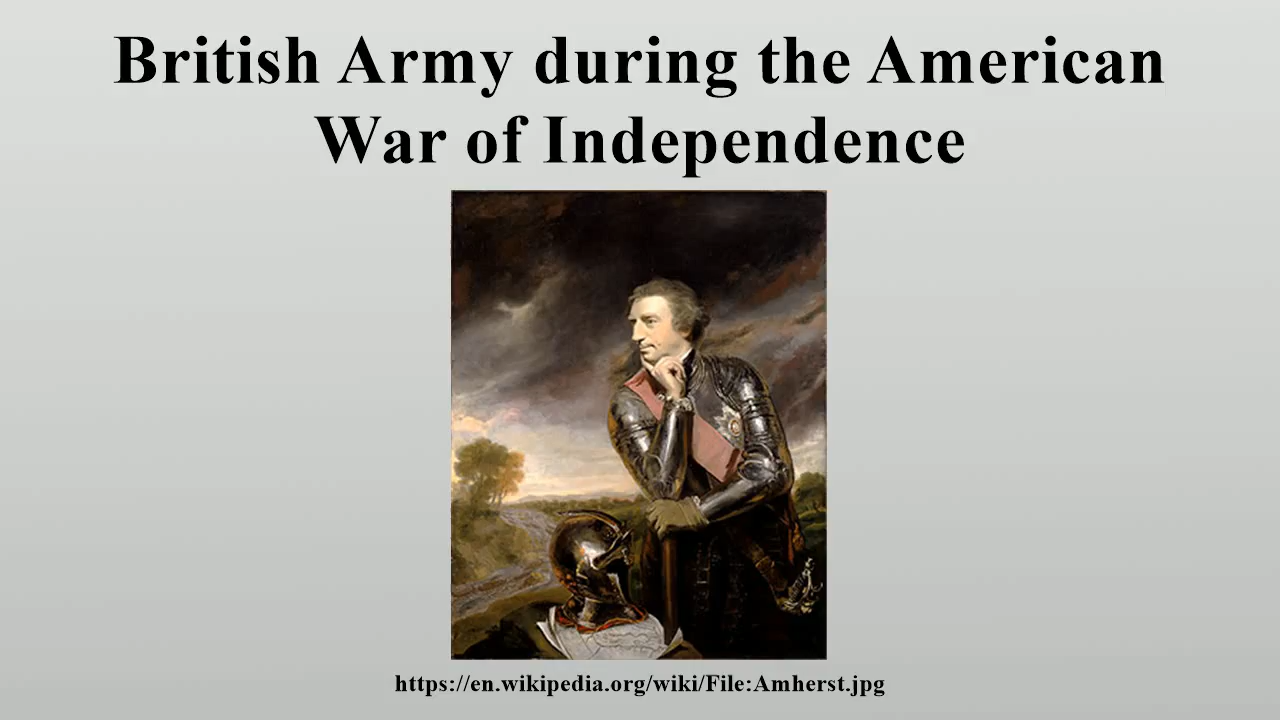 British Army during the American
War of Independence
https://en.wikipedia.org/wiki/File:Amherst.jpg